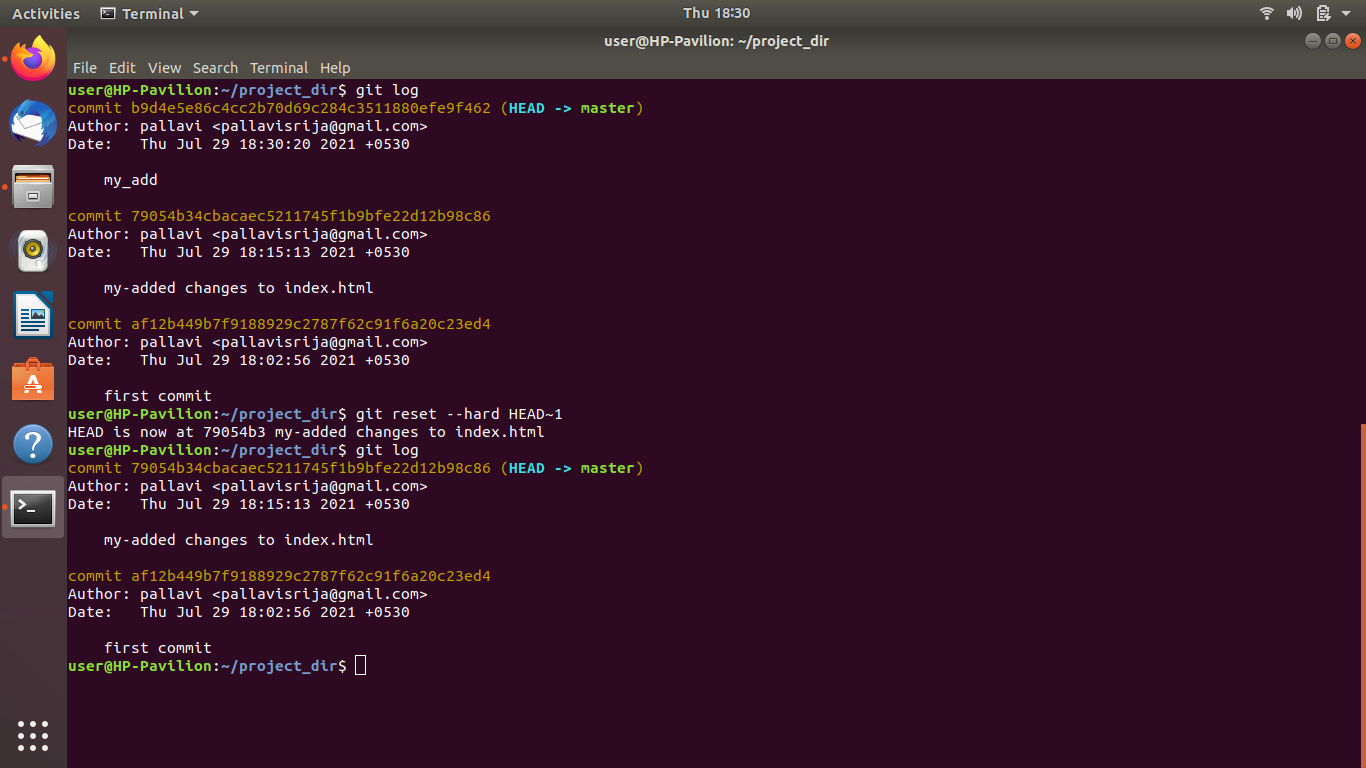 Activities Terminal Thu 18:30
user@HP-Pavilion: ~/project_dir
File Edit View Search Terminal Help
user@HP-Pavilion:~/project_dir$ git log
commit b9d4e5e86c4cc2b70d69c284c3511880efe9f462 (HEAD -> master)
Author: pallavi <pallavisrija@gmail.com>
Date:   Thu Jul 29 18:30:20 2021 +0530
    my_add
commit 79054b34cbacaec5211745f1b9bfe22d12b98c86
Author: pallavi <pallavisrija@gmail.com>
Date:   Thu Jul 29 18:15:13 2021 +0530
    my-added changes to index.html
commit af12b449b7f9188929c2787f62c91f6a20c23ed4
Author: pallavi <pallavisrija@gmail.com>
Date:   Thu Jul 29 18:02:56 2021 +0530
    first commit
user@HP-Pavilion:~/project_dir$ git reset --hard HEAD~1
HEAD is now at 79054b3 my-added changes to index.html
user@HP-Pavilion:~/project_dir$ git log
commit 79054b34cbacaec5211745f1b9bfe22d12b98c86 (HEAD -> master)
Author: pallavi <pallavisrija@gmail.com>
Date:   Thu Jul 29 18:15:13 2021 +0530
    my-added changes to index.html
commit af12b449b7f9188929c2787f62c91f6a20c23ed4
Author: pallavi <pallavisrija@gmail.com>
Date:   Thu Jul 29 18:02:56 2021 +0530
    first commit
user@HP-Pavilion:~/project_dir$